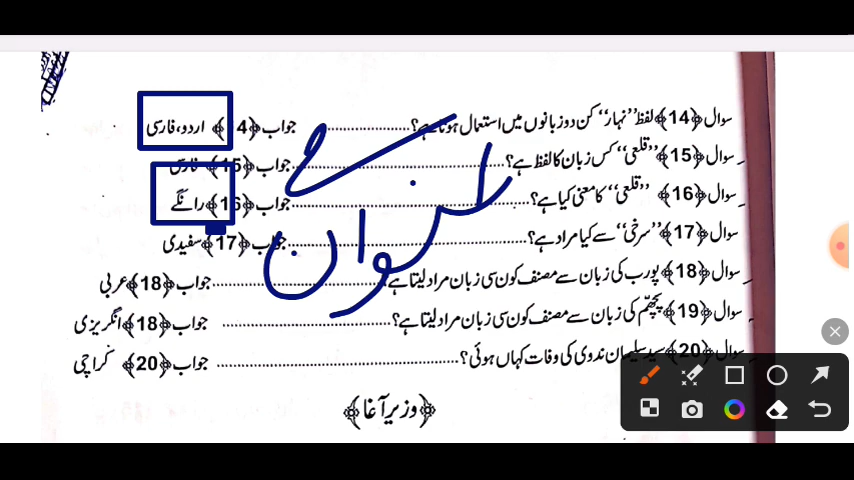 سوال ﴿14﴾ لفظ ”نہار“ کن دو زبانوں میں استعمال ہوتا ہے؟ .................. جواب ﴿14﴾ اردو، فارسی
سوال ﴿15﴾ ”قلعی“ کس زبان کا لفظ ہے؟ .................. جواب ﴿15﴾ فارسی
سوال ﴿16﴾ ”قلعی“ کا معنی کیا ہے؟ .................. جواب ﴿16﴾ رانگے
سوال ﴿17﴾ ”سرخی“ سے کیا مراد ہے؟ .................. جواب ﴿17﴾ سفیدی
سوال ﴿18﴾ پورب کی زبان سے مصنف کون سی زبان مراد لیتا ہے؟ .................. جواب ﴿18﴾ عربی
سوال ﴿19﴾ پچھّم کی زبان سے مصنف کون سی زبان مراد لیتا ہے؟ .................. جواب ﴿18﴾ انگریزی
سوال ﴿20﴾ سید سلیمان ندوی کی وفات کہاں ہوئی؟ .................. جواب ﴿20﴾ کراچی
﴿وزیر آغا﴾